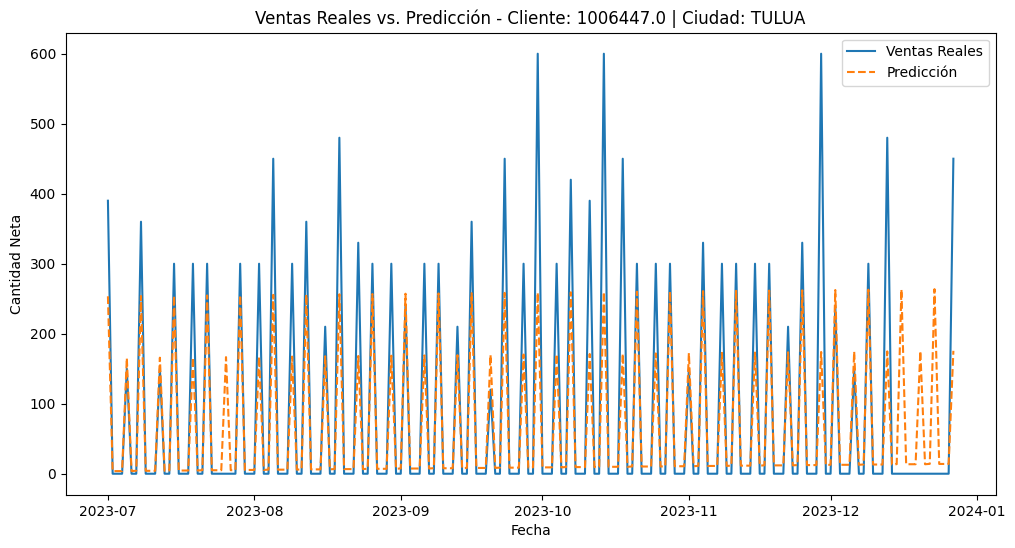 Ventas Reales vs. Predicción - Cliente: 1006447.0 | Ciudad: TULUA
Ventas Reales
Predicción
Cantidad Neta
600
500
400
300
200
100
0
2023-07
2023-08
2023-09
2023-10
2023-11
2023-12
2024-01
Fecha